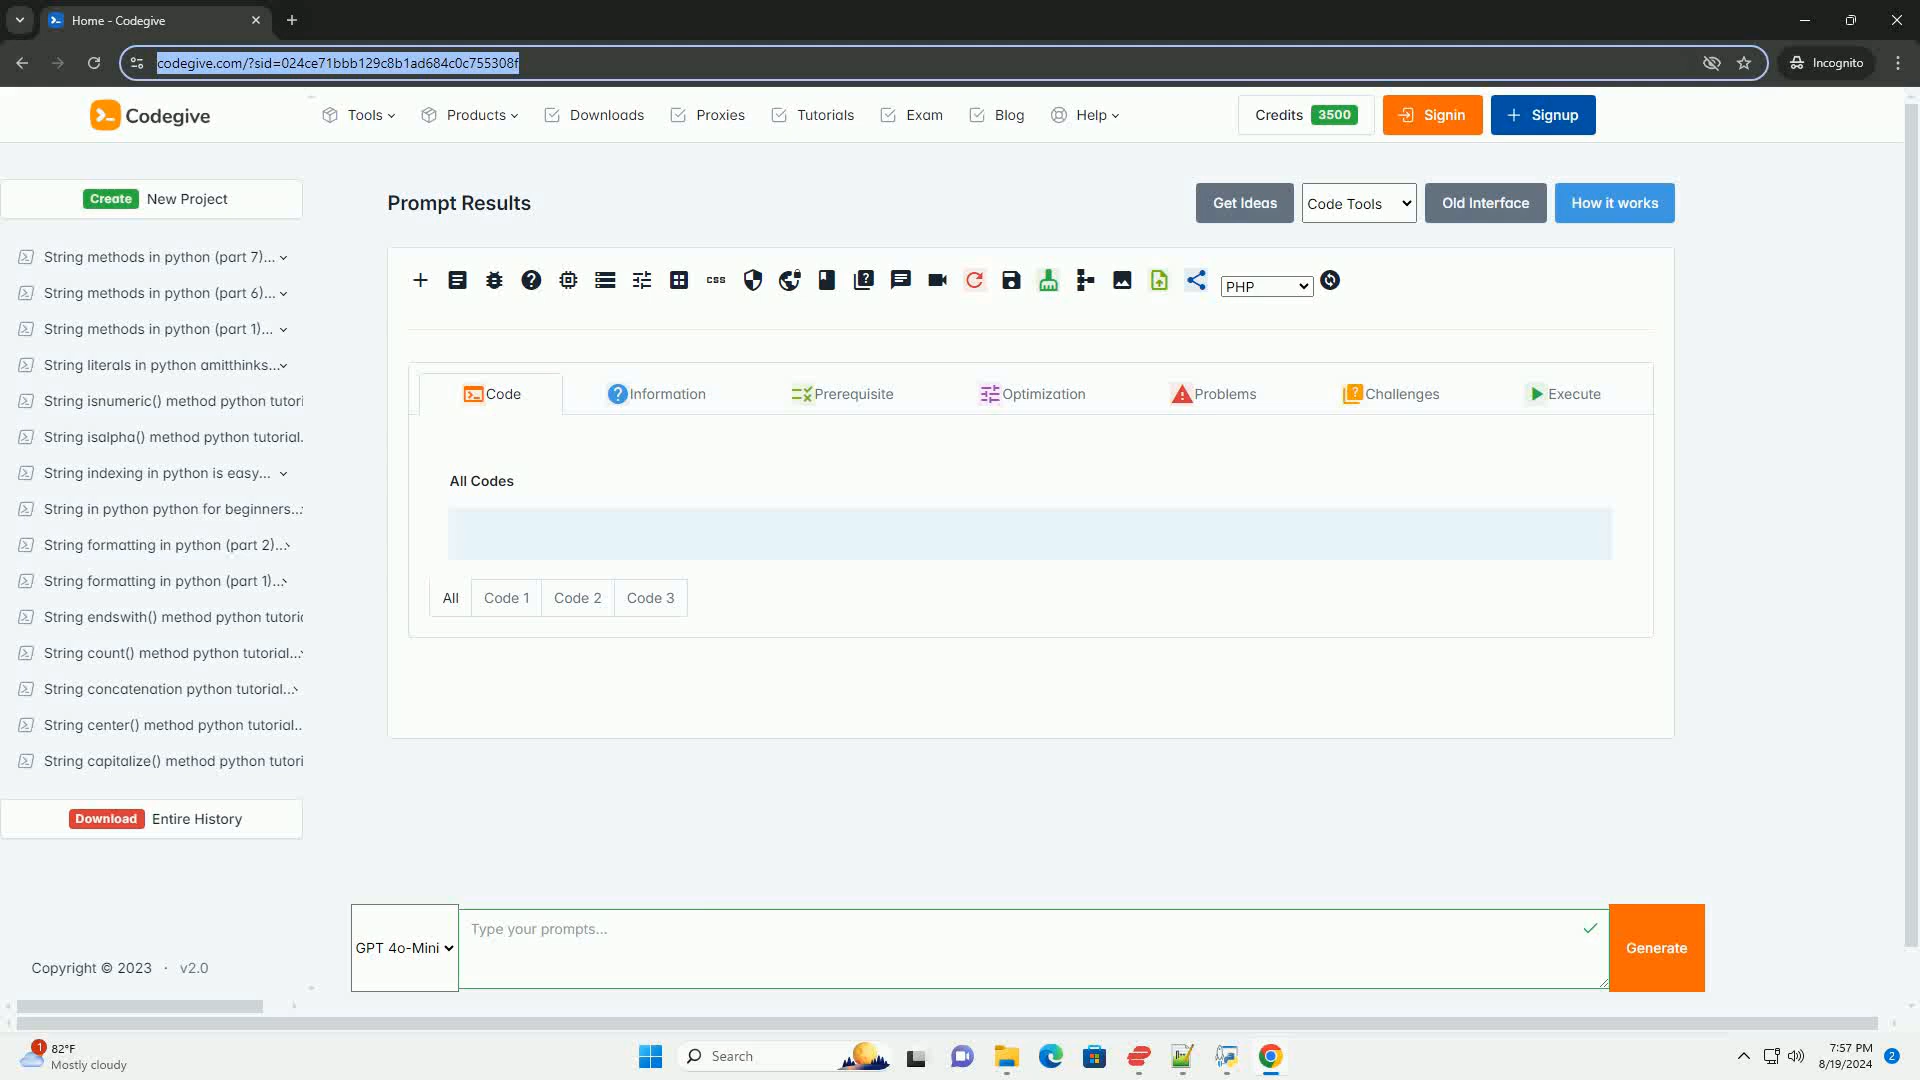 Home - Codegive
codegive.com/?sid=024ce71bbb129c8b1ad684c0c755308f
Incognito
Codegive
Tools
Products
Downloads
Proxies
Tutorials
Exam
Blog
Help
Credits 3500
Signin
Signup
Create New Project
String methods in python (part 7)...
String methods in python (part 6)...
String methods in python (part 1)...
String literals in python amitthinks...
String isnumeric() method python tutori
String isalpha() method python tutorial.
String indexing in python is easy...
String in python python for beginners...
String formatting in python (part 2)...
String formatting in python (part 1)...
String endswith() method python tutori
String count() method python tutorial...
String concatenation python tutorial...
String center() method python tutorial..
String capitalize() method python tutori
Download Entire History
Copyright © 2023 · v2.0
Prompt Results
Get Ideas
Code Tools
Old Interface
How it works
css
PHP
Code
Information
Prerequisite
Optimization
Problems
Challenges
Execute
All Codes
All
Code 1
Code 2
Code 3
GPT 4o-Mini
Type your prompts...
Generate
1
82°F
Mostly cloudy
Search
7:57 PM
8/19/2024
2